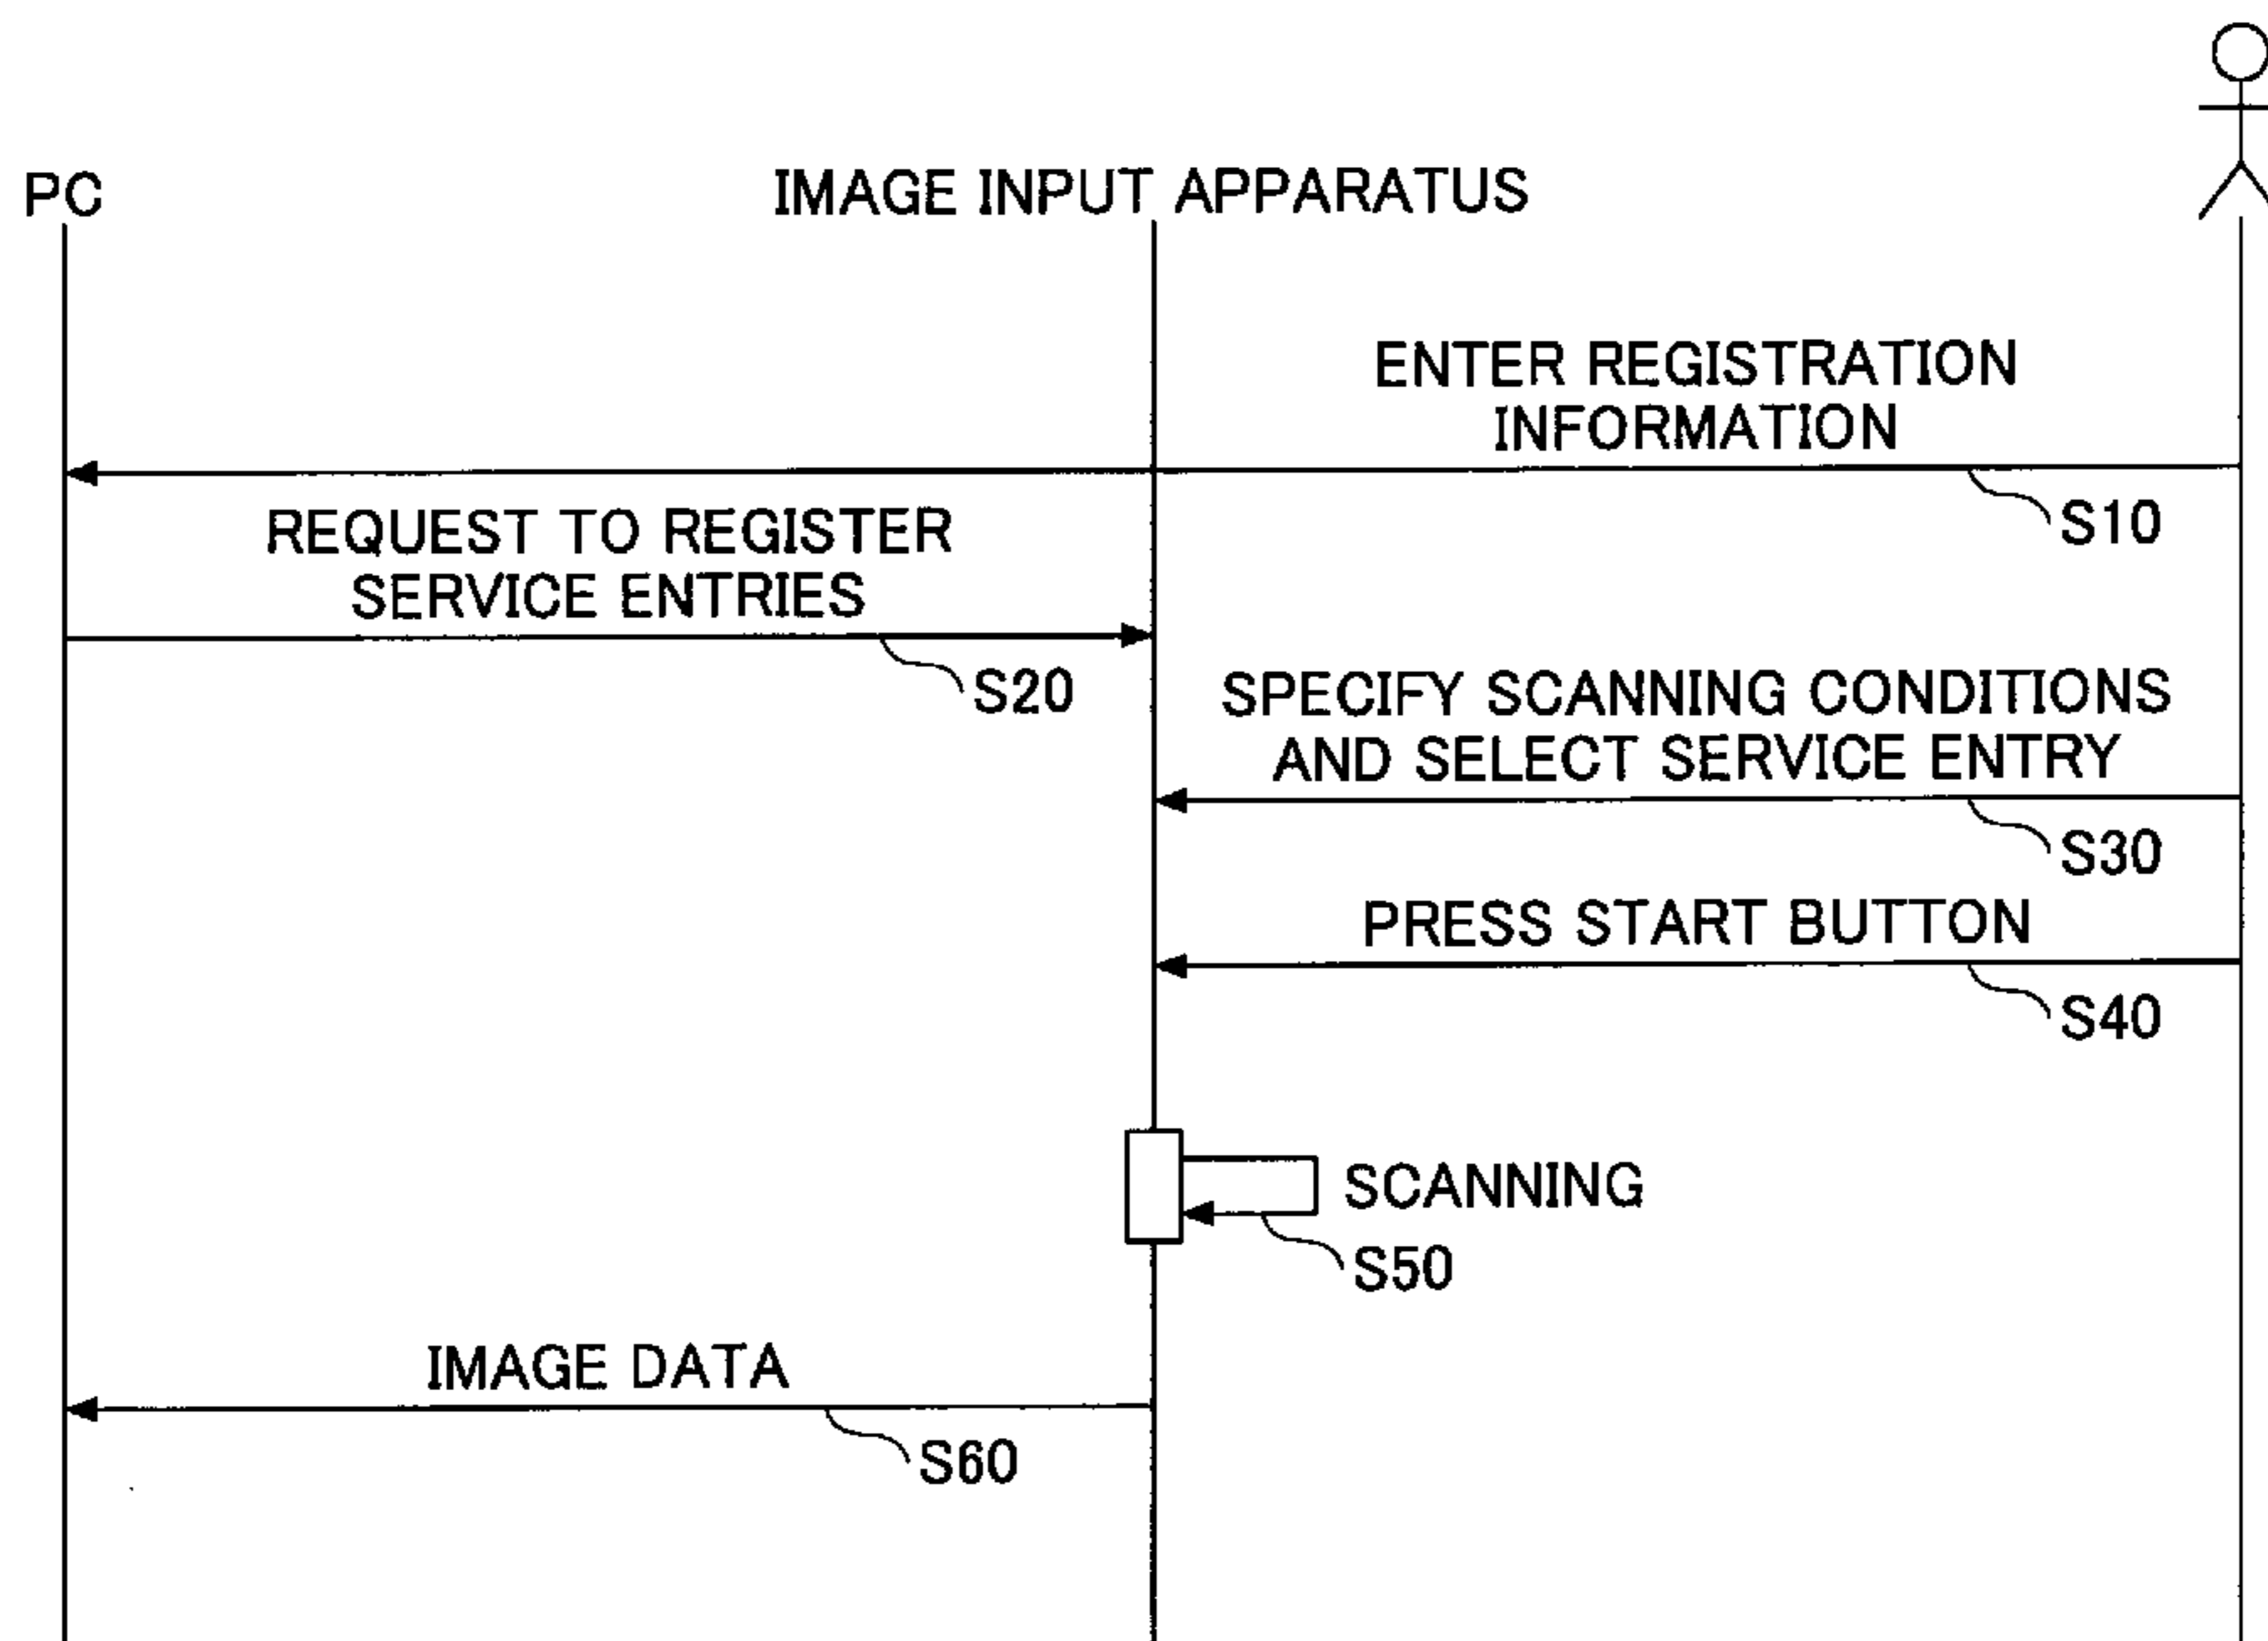 PC
IMAGE INPUT APPARATUS
ENTER REGISTRATION
INFORMATION
S10
REQUEST TO REGISTER
SERVICE ENTRIES
S20
SPECIFY SCANNING CONDITIONS
AND SELECT SERVICE ENTRY
S30
PRESS START BUTTON
S40
SCANNING
S50
IMAGE DATA
S60